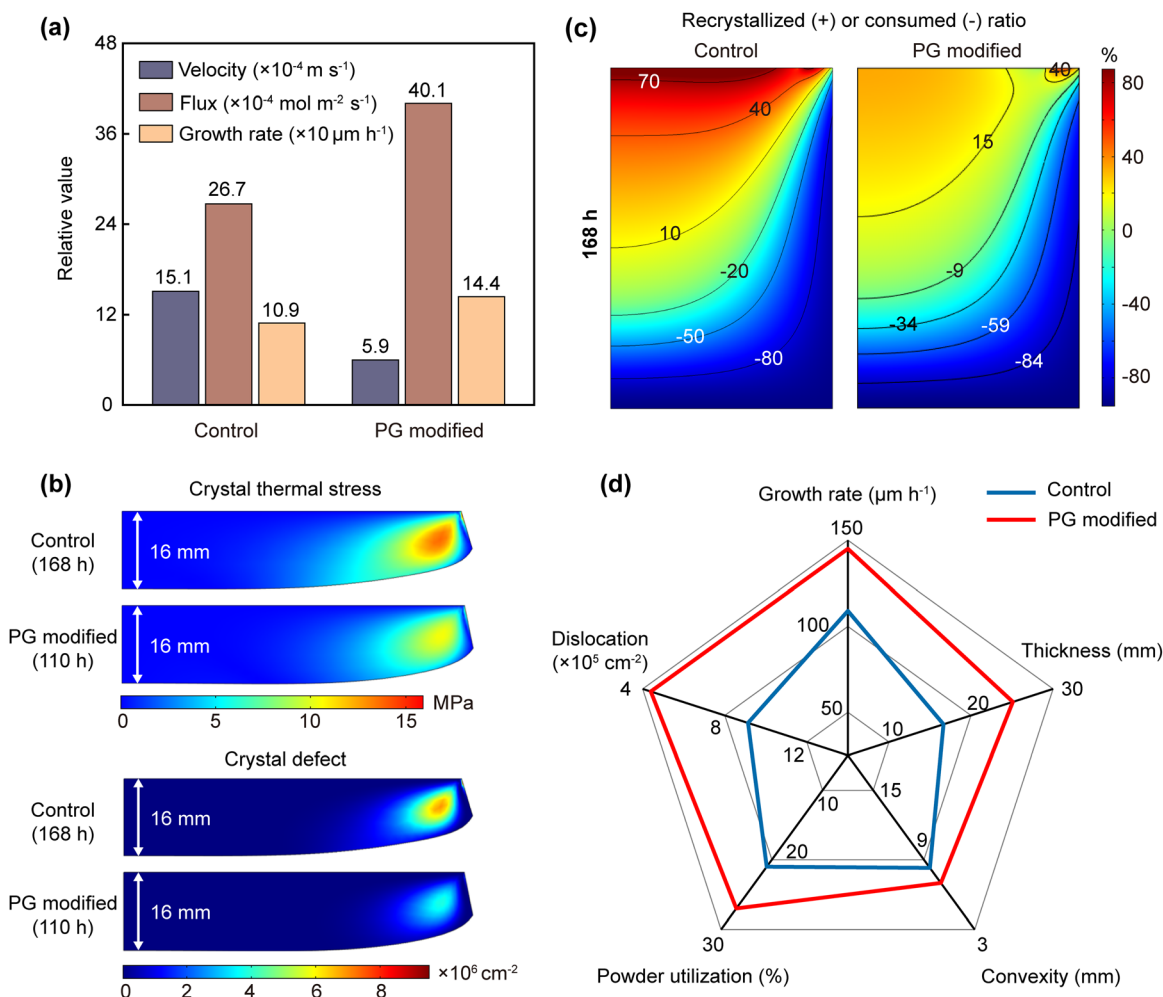 (a)
48
36
24
12
0
Relative value
Velocity (×10⁻⁴ m s⁻¹)
Flux (×10⁻⁴ mol m⁻² s⁻¹)
Growth rate (×10 μm h⁻¹)
15.1
26.7
10.9
5.9
40.1
14.4
Control
PG modified
(c)
Recrystallized (+) or consumed (-) ratio
Control
PG modified
168 h
70
40
10
-20
-50
-80
40
15
-9
-34
-59
-84
%
80
40
0
-40
-80
(b)
Crystal thermal stress
Control
(168 h)
16 mm
PG modified
(110 h)
16 mm
0
5
10
15
MPa
Crystal defect
Control
(168 h)
16 mm
PG modified
(110 h)
16 mm
0
2
4
6
8
×10⁶ cm⁻²
(d)
Control
PG modified
Growth rate (μm h⁻¹)
150
100
50
Thickness (mm)
30
20
10
Convexity (mm)
15
9
3
Powder utilization (%)
10
20
30
Dislocation
(×10⁵ cm⁻²)
4
8
12